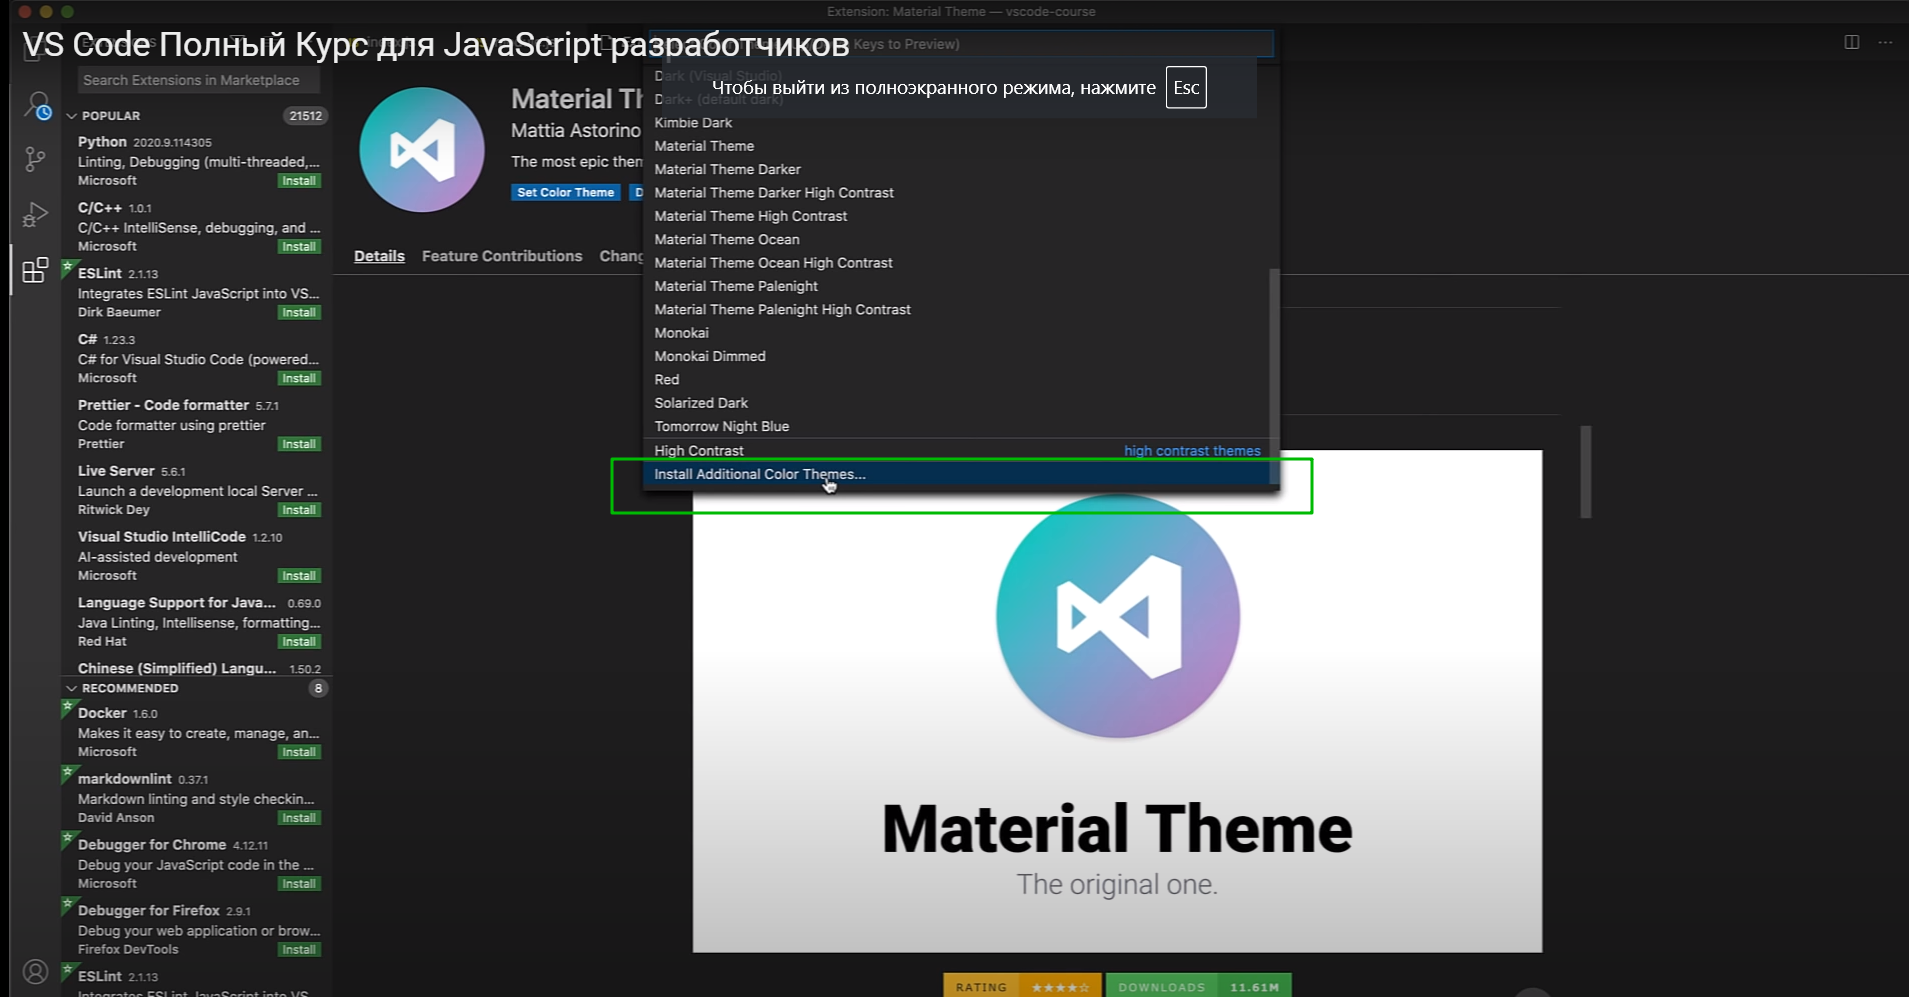 Extension: Material Theme — vscode-course
VS Code Полный Курс для JavaScript разработчиков
Keys to Preview)
Чтобы выйти из полноэкранного режима, нажмите Esc
Search Extensions in Marketplace
POPULAR 21512
Python 2020.9.114305
Linting, Debugging (multi-threaded,...
Microsoft Install
C/C++ 1.0.1
C/C++ IntelliSense, debugging, and ...
Microsoft Install
ESLint 2.1.13
Integrates ESLint JavaScript into VS...
Dirk Baeumer Install
C# 1.23.3
C# for Visual Studio Code (powered...
Microsoft Install
Prettier - Code formatter 5.7.1
Code formatter using prettier
Prettier Install
Live Server 5.6.1
Launch a development local Server ...
Ritwick Dey Install
Visual Studio IntelliCode 1.2.10
AI-assisted development
Microsoft Install
Language Support for Java... 0.69.0
Java Linting, Intellisense, formatting...
Red Hat Install
Chinese (Simplified) Langu... 1.50.2
RECOMMENDED 8
Docker 1.6.0
Makes it easy to create, manage, an...
Microsoft Install
markdownlint 0.37.1
Markdown linting and style checkin...
David Anson Install
Debugger for Chrome 4.12.11
Debug your JavaScript code in the ...
Microsoft Install
Debugger for Firefox 2.9.1
Debug your web application or brow...
Firefox DevTools Install
ESLint 2.1.13
Integrates ESLint JavaScript into VS
Material Th
Mattia Astorino
The most epic them
Set Color Theme D
Details Feature Contributions Chang
Dark (Visual Studio)
Dark+ (default dark)
Kimbie Dark
Material Theme
Material Theme Darker
Material Theme Darker High Contrast
Material Theme High Contrast
Material Theme Ocean
Material Theme Ocean High Contrast
Material Theme Palenight
Material Theme Palenight High Contrast
Monokai
Monokai Dimmed
Red
Solarized Dark
Tomorrow Night Blue
High Contrast high contrast themes
Install Additional Color Themes...
Material Theme
The original one.
RATING ★★★★☆ DOWNLOADS 11.61M